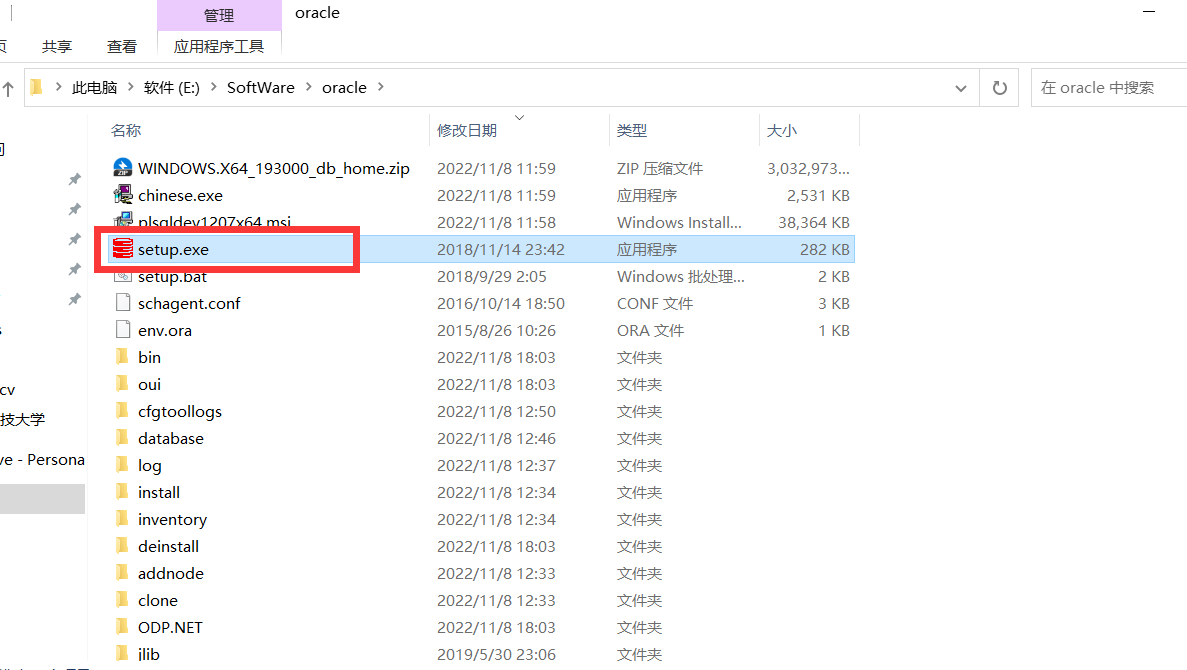 管理 oracle
共享 查看 应用程序工具
此电脑 > 软件 (E:) > SoftWare > oracle > 在 oracle 中搜索
名称 修改日期 类型 大小
WINDOWS.X64_193000_db_home.zip 2022/11/8 11:59 ZIP 压缩文件 3,032,973...
chinese.exe 2022/11/8 11:59 应用程序 2,531 KB
plsqldev1207x64.msi 2022/11/8 11:58 Windows Install... 38,364 KB
setup.exe 2018/11/14 23:42 应用程序 282 KB
setup.bat 2018/9/29 2:05 Windows 批处理... 2 KB
schagent.conf 2016/10/14 18:50 CONF 文件 3 KB
env.ora 2015/8/26 10:26 ORA 文件 1 KB
bin 2022/11/8 18:03 文件夹
oui 2022/11/8 18:03 文件夹
cv
cfgtoollogs 2022/11/8 12:50 文件夹
技大学
database 2022/11/8 12:46 文件夹
ve - Persona
log 2022/11/8 12:37 文件夹
install 2022/11/8 12:34 文件夹
inventory 2022/11/8 12:34 文件夹
deinstall 2022/11/8 18:03 文件夹
addnode 2022/11/8 12:33 文件夹
clone 2022/11/8 12:33 文件夹
ODP.NET 2022/11/8 18:03 文件夹
jlib 2019/5/30 23:06 文件夹